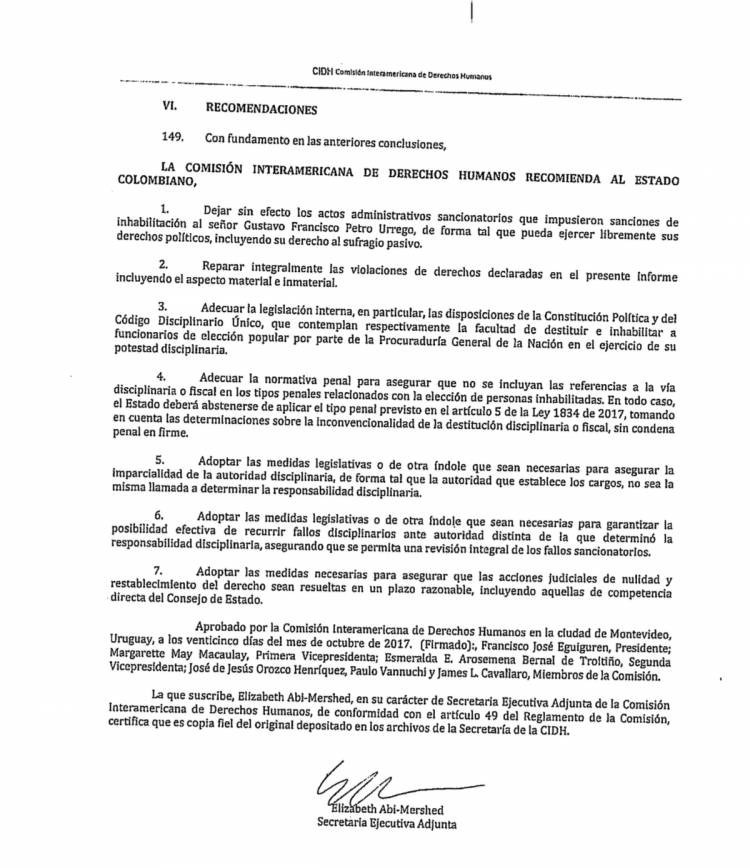 CIDH Comisión Interamericana de Derechos Humanos
VI. RECOMENDACIONES
149. Con fundamento en las anteriores conclusiones,
LA COMISIÓN INTERAMERICANA DE DERECHOS HUMANOS RECOMIENDA AL ESTADO
COLOMBIANO,
1. Dejar sin efecto los actos administrativos sancionatorios que impusieron sanciones de
inhabilitación al señor Gustavo Francisco Petro Urrego, de forma tal que pueda ejercer libremente sus
derechos políticos, incluyendo su derecho al sufragio pasivo.
2. Reparar integralmente las violaciones de derechos declaradas en el presente informe
incluyendo el aspecto material e inmaterial.
3. Adecuar la legislación interna, en particular, las disposiciones de la Constitución Política y del
Código Disciplinario Único, que contemplan respectivamente la facultad de destituir e inhabilitar a
funcionarios de elección popular por parte de la Procuraduría General de la Nación en el ejercicio de su
potestad disciplinaria.
4. Adecuar la normativa penal para asegurar que no se incluyan las referencias a la vía
disciplinaria o fiscal en los tipos penales relacionados con la elección de personas inhabilitadas. En todo caso,
el Estado deberá abstenerse de aplicar el tipo penal previsto en el artículo 5 de la Ley 1834 de 2017, tomando
en cuenta las determinaciones sobre la inconvencionalidad de la destitución disciplinaria o fiscal, sin condena
penal en firme.
5. Adoptar las medidas legislativas o de otra índole que sean necesarias para asegurar la
imparcialidad de la autoridad disciplinaria, de forma tal que la autoridad que establece los cargos, no sea la
misma llamada a determinar la responsabilidad disciplinaria.
6. Adoptar las medidas legislativas o de otra índole que sean necesarias para garantizar la
posibilidad efectiva de recurrir fallos disciplinarios ante autoridad distinta de la que determinó la
responsabilidad disciplinaria, asegurando que se permita una revisión integral de los fallos sancionatorios.
7. Adoptar las medidas necesarias para asegurar que las acciones judiciales de nulidad y
restablecimiento del derecho sean resueltas en un plazo razonable, incluyendo aquellas de competencia
directa del Consejo de Estado.
Aprobado por la Comisión Interamericana de Derechos Humanos en la ciudad de Montevideo,
Uruguay, a los venticinco días del mes de octubre de 2017. (Firmado):, Francisco José Eguiguren, Presidente;
Margarette May Macaulay, Primera Vicepresidenta; Esmeralda E. Arosemena Bernal de Troitiño, Segunda
Vicepresidenta; José de Jesús Orozco Henríquez, Paulo Vannuchi y James L. Cavallaro, Miembros de la Comisión.
La que suscribe, Elizabeth Abi-Mershed, en su carácter de Secretaria Ejecutiva Adjunta de la Comisión
Interamericana de Derechos Humanos, de conformidad con el artículo 49 del Reglamento de la Comisión,
certifica que es copia fiel del original depositado en los archivos de la Secretaría de la CIDH.
Elizabeth Abi-Mershed
Secretaria Ejecutiva Adjunta